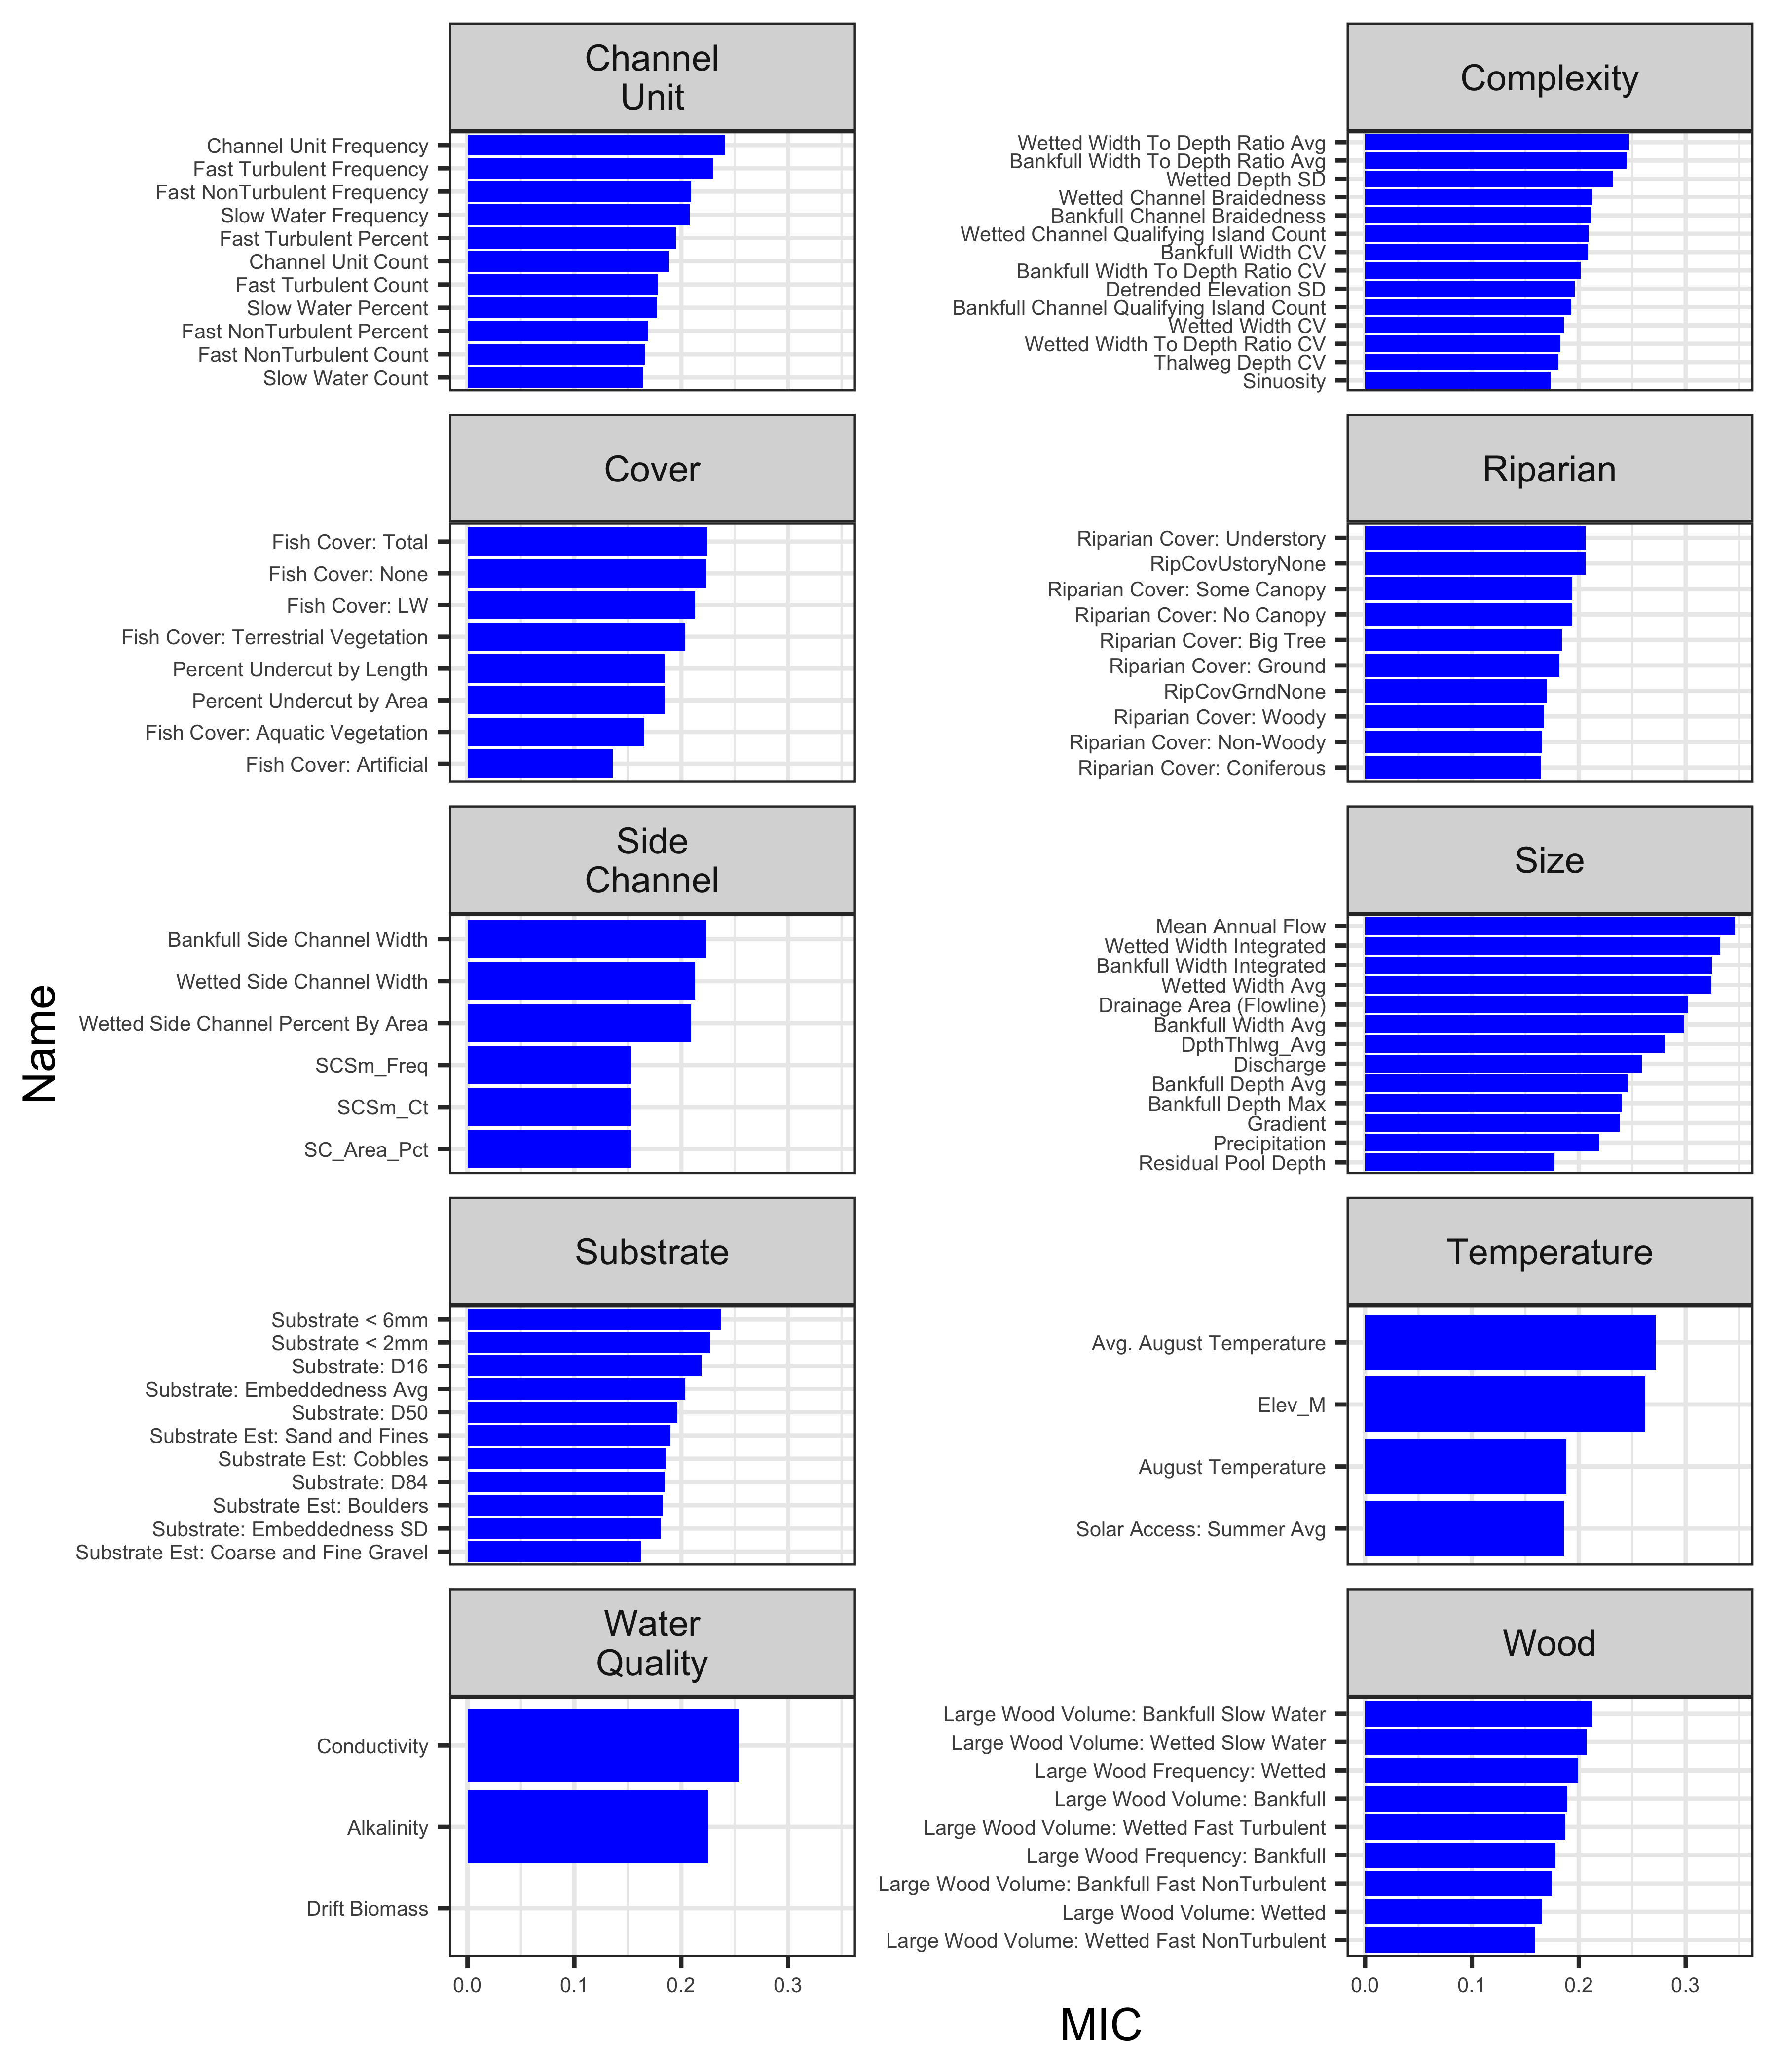 Channel
Unit
Channel Unit Frequency
Fast Turbulent Frequency
Fast NonTurbulent Frequency
Slow Water Frequency
Fast Turbulent Percent
Channel Unit Count
Fast Turbulent Count
Slow Water Percent
Fast NonTurbulent Percent
Fast NonTurbulent Count
Slow Water Count
Complexity
Wetted Width To Depth Ratio Avg
Bankfull Width To Depth Ratio Avg
Wetted Depth SD
Wetted Channel Braidedness
Bankfull Channel Braidedness
Wetted Channel Qualifying Island Count
Bankfull Width CV
Bankfull Width To Depth Ratio CV
Detrended Elevation SD
Bankfull Channel Qualifying Island Count
Wetted Width CV
Wetted Width To Depth Ratio CV
Thalweg Depth CV
Sinuosity
Cover
Fish Cover: Total
Fish Cover: None
Fish Cover: LW
Fish Cover: Terrestrial Vegetation
Percent Undercut by Length
Percent Undercut by Area
Fish Cover: Aquatic Vegetation
Fish Cover: Artificial
Riparian
Riparian Cover: Understory
RipCovUstoryNone
Riparian Cover: Some Canopy
Riparian Cover: No Canopy
Riparian Cover: Big Tree
Riparian Cover: Ground
RipCovGrndNone
Riparian Cover: Woody
Riparian Cover: Non-Woody
Riparian Cover: Coniferous
Side
Channel
Bankfull Side Channel Width
Wetted Side Channel Width
Wetted Side Channel Percent By Area
SCSm_Freq
SCSm_Ct
SC_Area_Pct
Size
Mean Annual Flow
Wetted Width Integrated
Bankfull Width Integrated
Wetted Width Avg
Drainage Area (Flowline)
Bankfull Width Avg
DpthThlwg_Avg
Discharge
Bankfull Depth Avg
Bankfull Depth Max
Gradient
Precipitation
Residual Pool Depth
Substrate
Substrate < 6mm
Substrate < 2mm
Substrate: D16
Substrate: Embeddedness Avg
Substrate: D50
Substrate Est: Sand and Fines
Substrate Est: Cobbles
Substrate: D84
Substrate Est: Boulders
Substrate: Embeddedness SD
Substrate Est: Coarse and Fine Gravel
Temperature
Avg. August Temperature
Elev_M
August Temperature
Solar Access: Summer Avg
Water
Quality
Conductivity
Alkalinity
Drift Biomass
0.0 0.1 0.2 0.3
Wood
Large Wood Volume: Bankfull Slow Water
Large Wood Volume: Wetted Slow Water
Large Wood Frequency: Wetted
Large Wood Volume: Bankfull
Large Wood Volume: Wetted Fast Turbulent
Large Wood Frequency: Bankfull
Large Wood Volume: Bankfull Fast NonTurbulent
Large Wood Volume: Wetted
Large Wood Volume: Wetted Fast NonTurbulent
0.0 0.1 0.2 0.3
Name
MIC